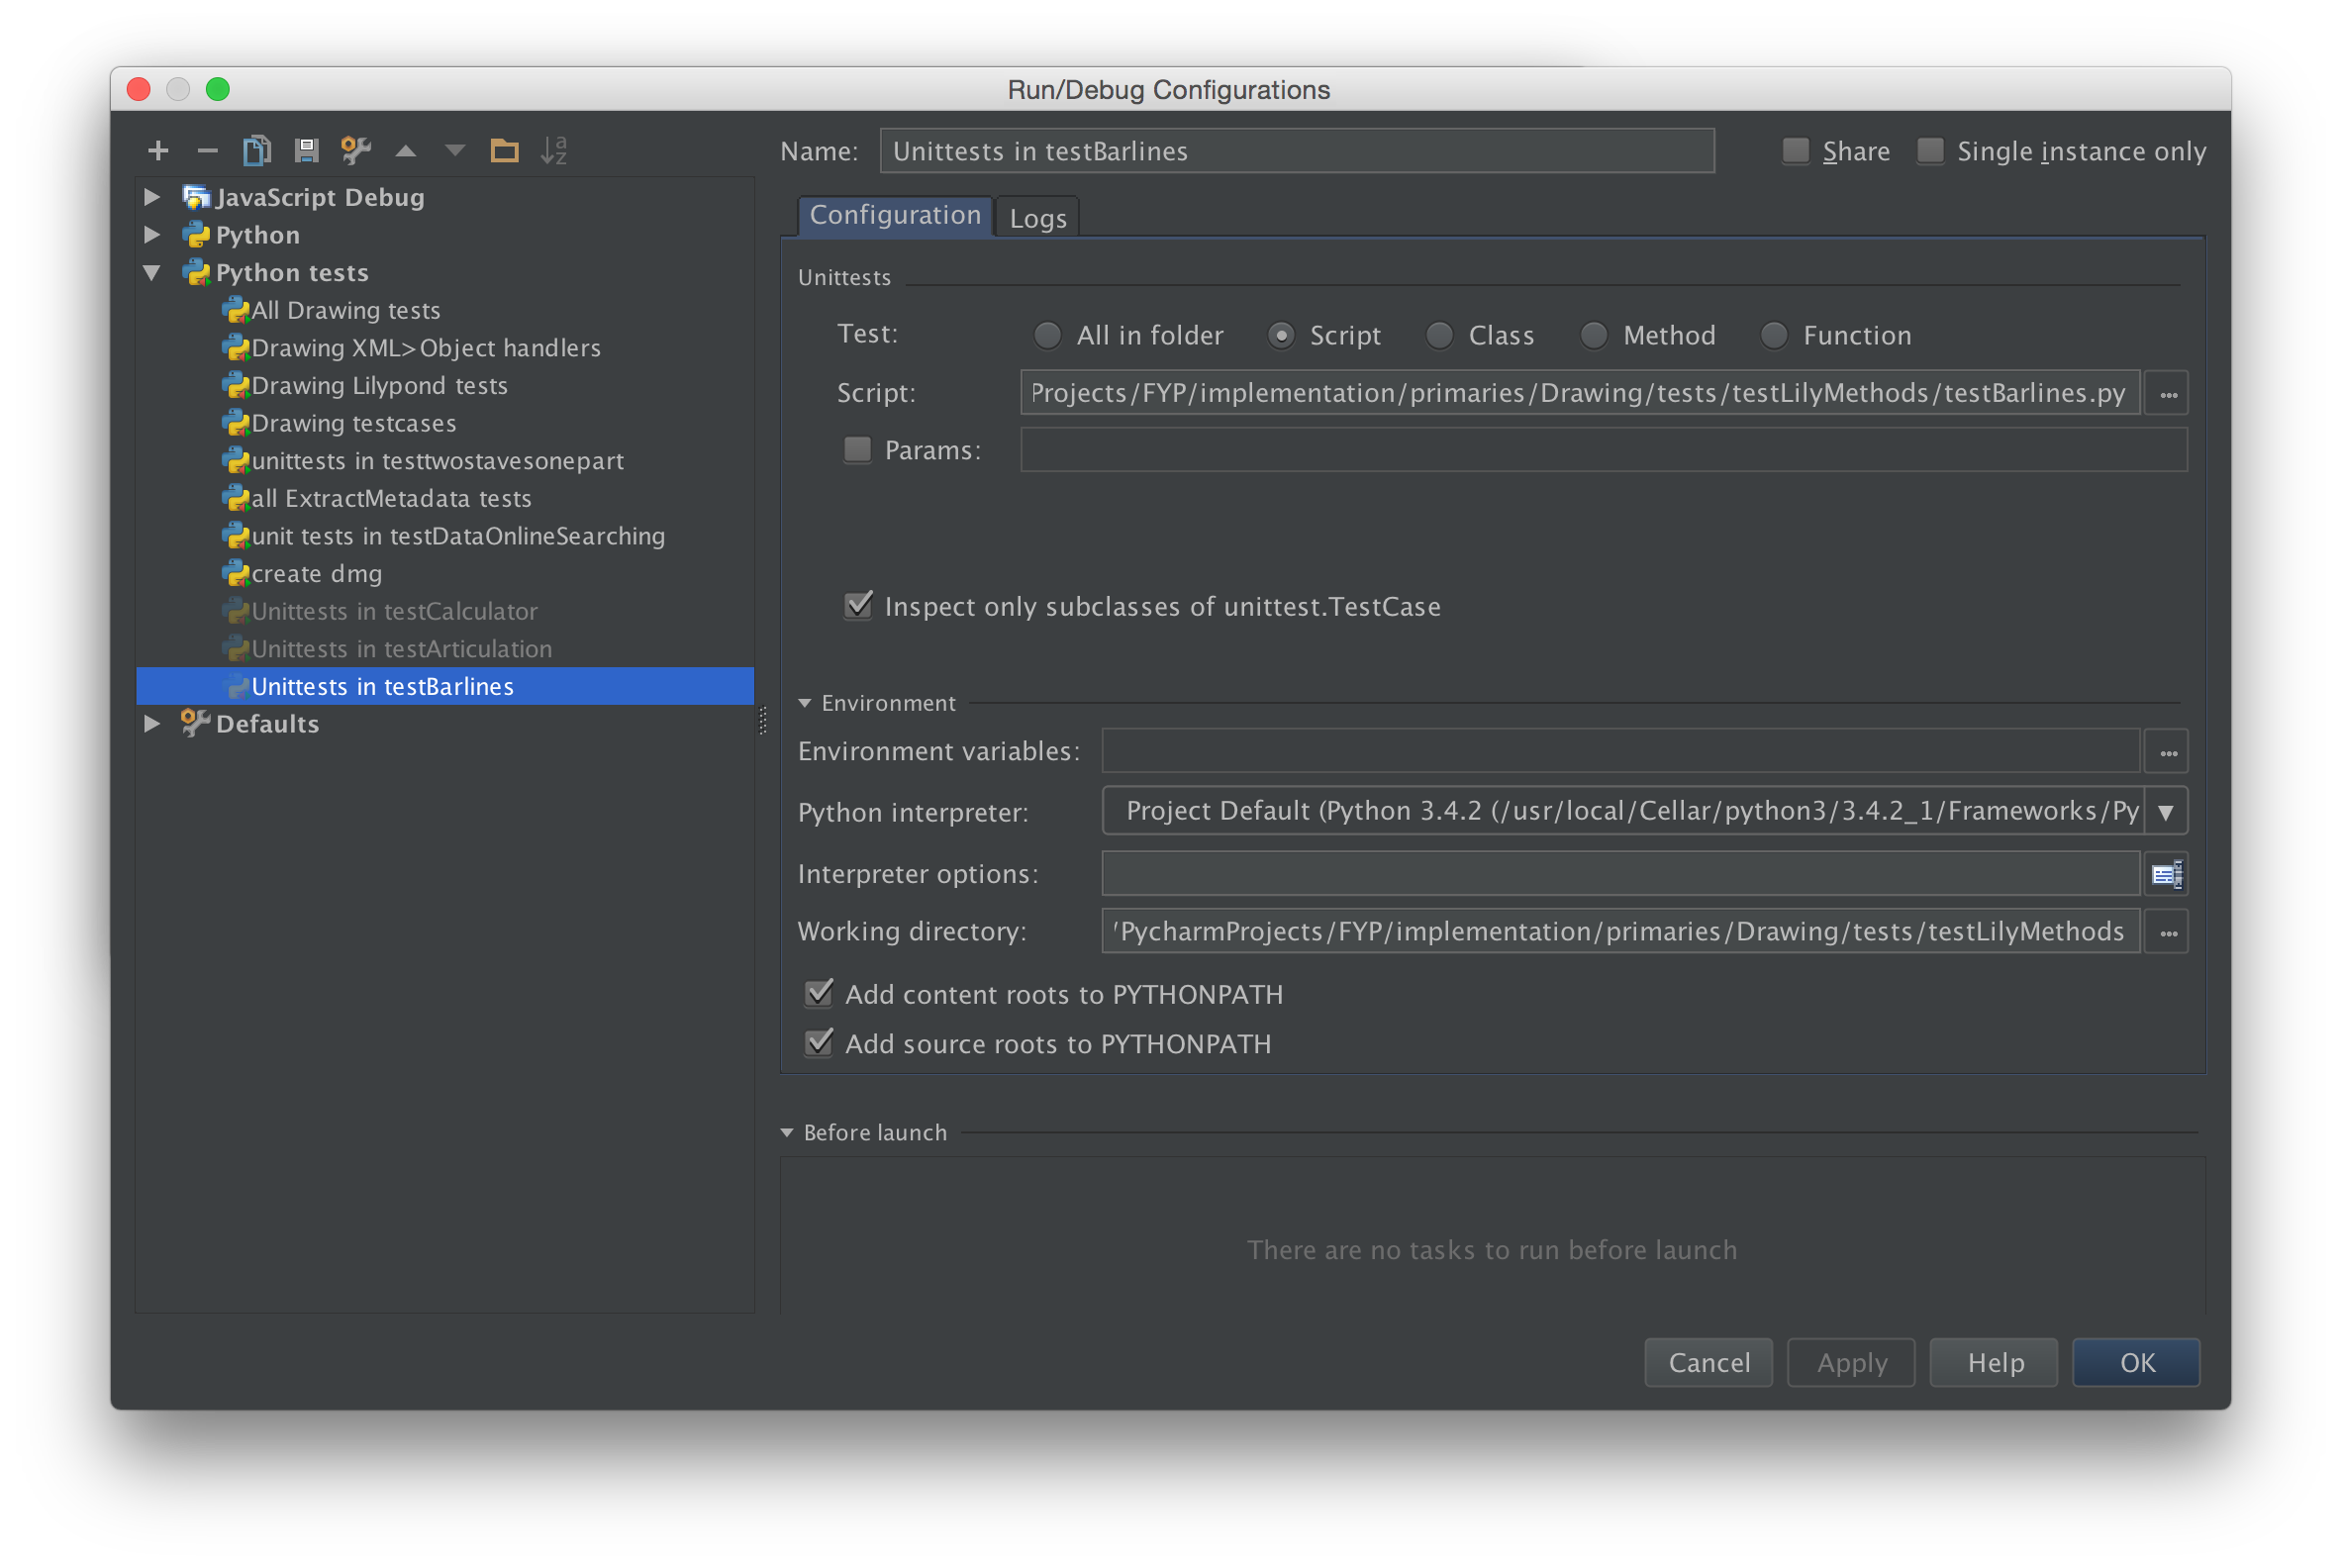 Run/Debug Configurations
Name: Unittests in testBarlines Share Single instance only
JavaScript Debug
Python
Python tests
All Drawing tests
Drawing XML>Object handlers
Drawing Lilypond tests
Drawing testcases
unittests in testtwostavesonepart
all ExtractMetadata tests
unit tests in testDataOnlineSearching
create dmg
Unittests in testCalculator
Unittests in testArticulation
Unittests in testBarlines
Defaults
Configuration Logs
Unittests
Test: All in folder Script Class Method Function
Script: Projects/FYP/implementation/primaries/Drawing/tests/testLilyMethods/testBarlines.py ...
Params:
Inspect only subclasses of unittest.TestCase
Environment
Environment variables: ...
Python interpreter: Project Default (Python 3.4.2 (/usr/local/Cellar/python3/3.4.2_1/Frameworks/Py
Interpreter options:
Working directory: /PycharmProjects/FYP/implementation/primaries/Drawing/tests/testLilyMethods ...
Add content roots to PYTHONPATH
Add source roots to PYTHONPATH
Before launch
There are no tasks to run before launch
Cancel Apply Help OK